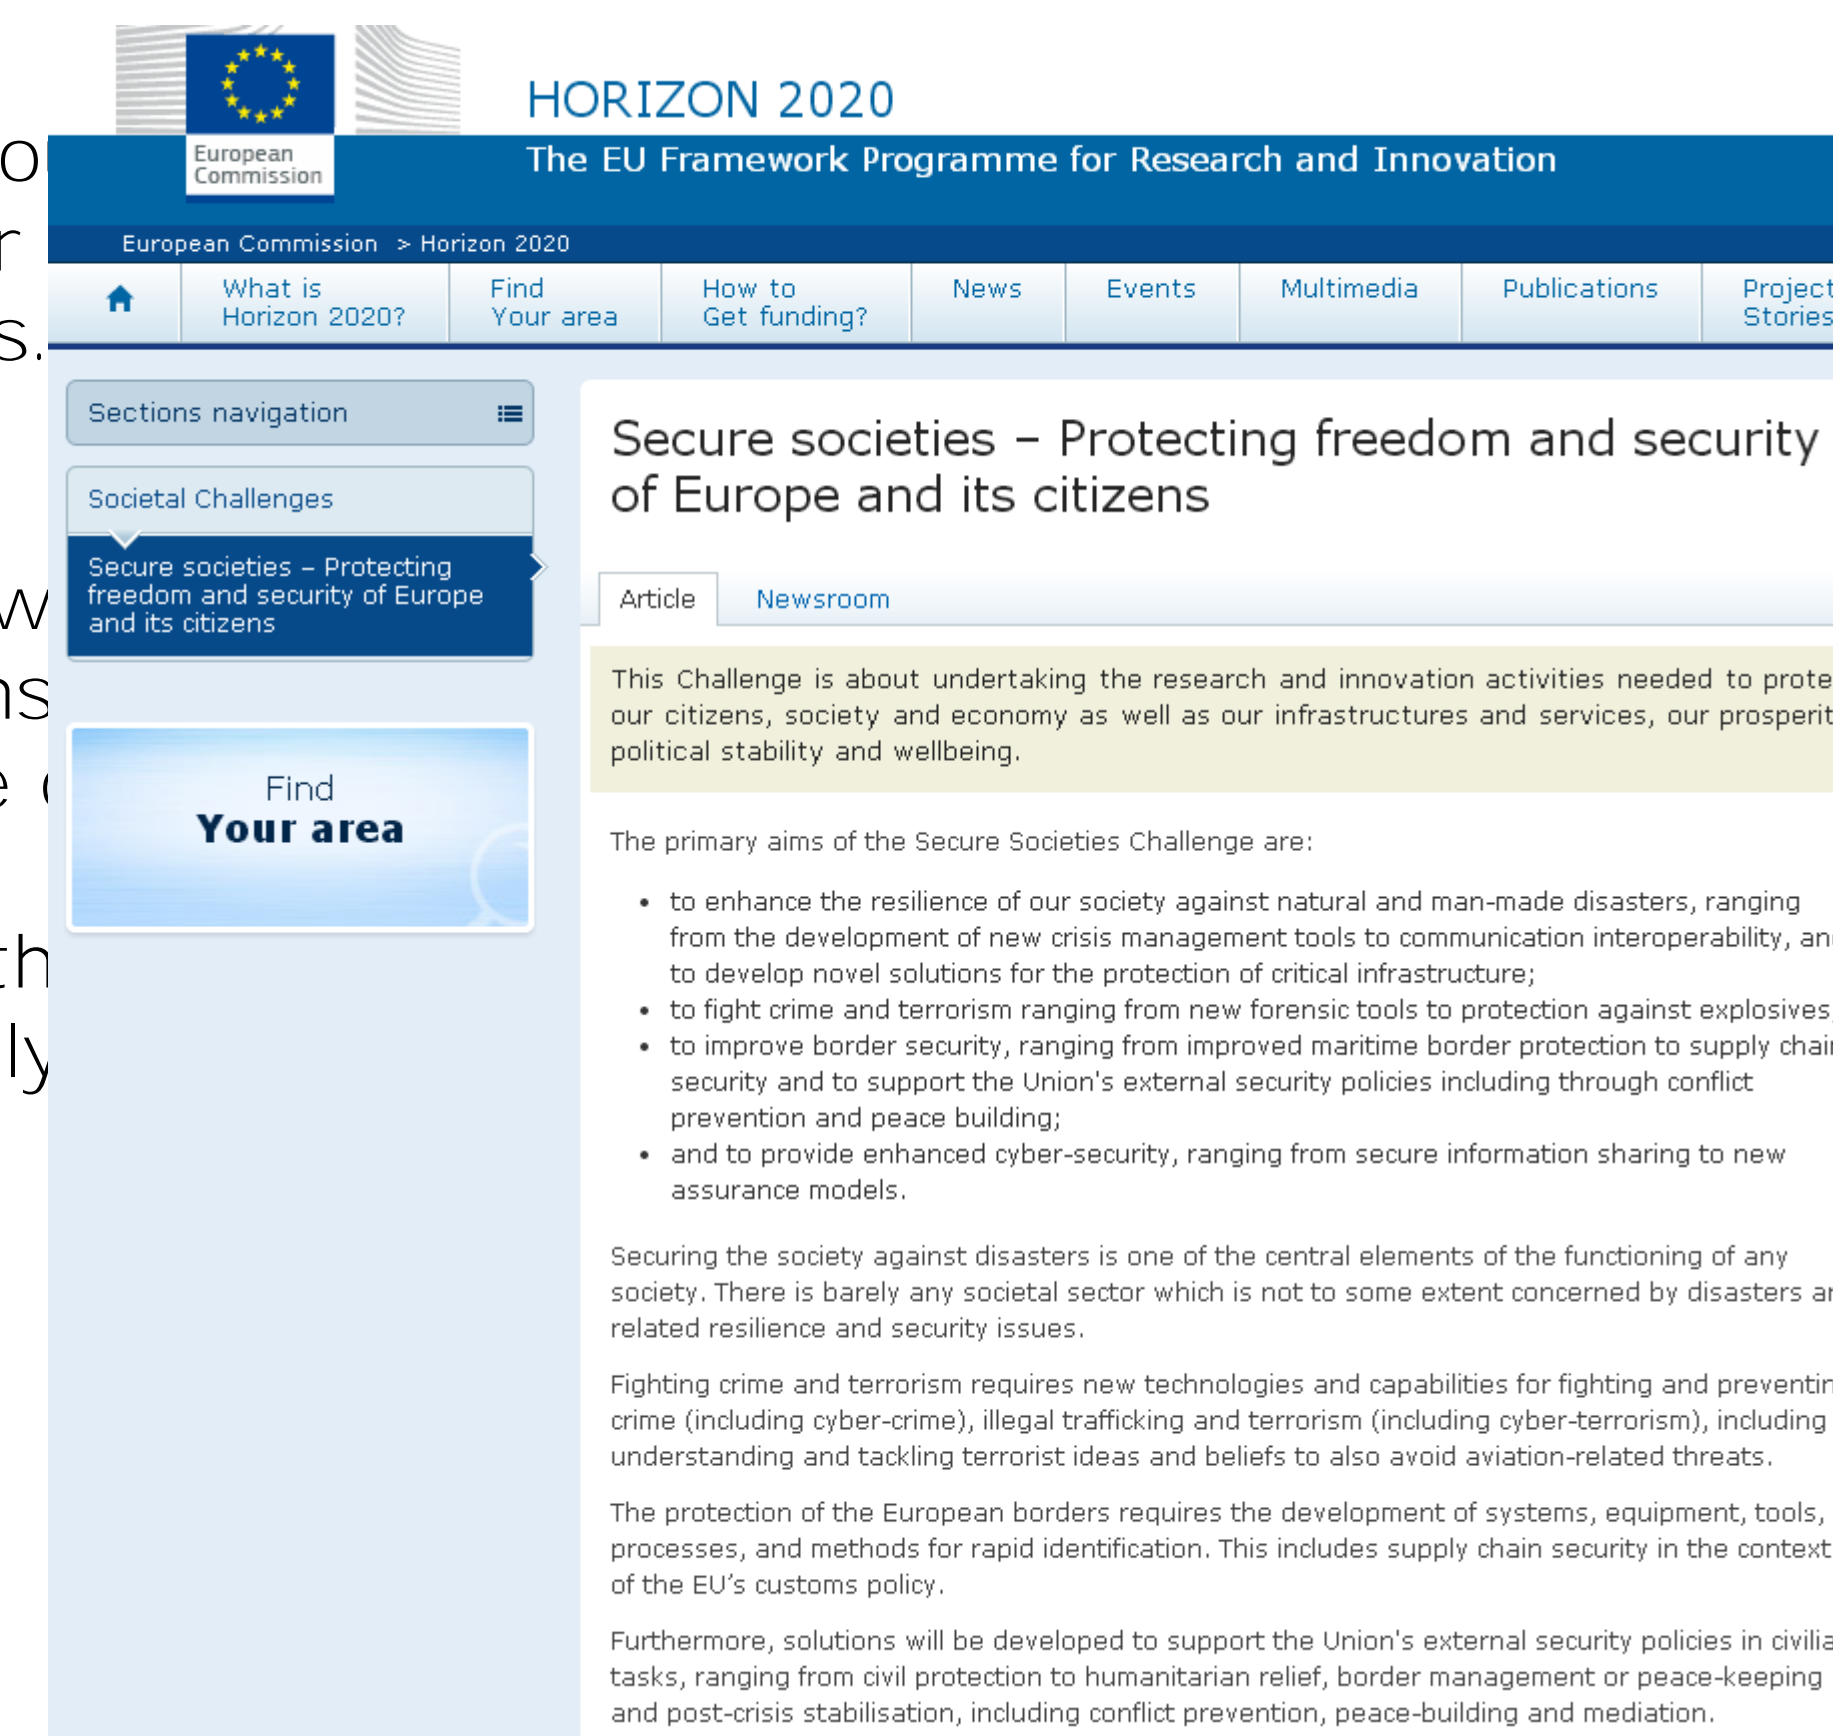 HORIZON 2020
European
Commission
The EU Framework Programme for Research and Innovation
European Commission > Horizon 2020
What is
Horizon 2020?
Find
Your area
How to
Get funding?
News
Events
Multimedia
Publications
Project
Stories
Sections navigation
Societal Challenges
Secure societies – Protecting
freedom and security of Europe
and its citizens
Find
Your area
Secure societies – Protecting freedom and security
of Europe and its citizens
Article
Newsroom
This Challenge is about undertaking the research and innovation activities needed to prote
our citizens, society and economy as well as our infrastructures and services, our prosperit
political stability and wellbeing.
The primary aims of the Secure Societies Challenge are:
• to enhance the resilience of our society against natural and man-made disasters, ranging
from the development of new crisis management tools to communication interoperability, an
to develop novel solutions for the protection of critical infrastructure;
• to fight crime and terrorism ranging from new forensic tools to protection against explosives,
• to improve border security, ranging from improved maritime border protection to supply chain
security and to support the Union's external security policies including through conflict
prevention and peace building;
• and to provide enhanced cyber-security, ranging from secure information sharing to new
assurance models.
Securing the society against disasters is one of the central elements of the functioning of any
society. There is barely any societal sector which is not to some extent concerned by disasters an
related resilience and security issues.
Fighting crime and terrorism requires new technologies and capabilities for fighting and preventin
crime (including cyber-crime), illegal trafficking and terrorism (including cyber-terrorism), including
understanding and tackling terrorist ideas and beliefs to also avoid aviation-related threats.
The protection of the European borders requires the development of systems, equipment, tools,
processes, and methods for rapid identification. This includes supply chain security in the context
of the EU’s customs policy.
Furthermore, solutions will be developed to support the Union's external security policies in civilia
tasks, ranging from civil protection to humanitarian relief, border management or peace-keeping
and post-crisis stabilisation, including conflict prevention, peace-building and mediation.